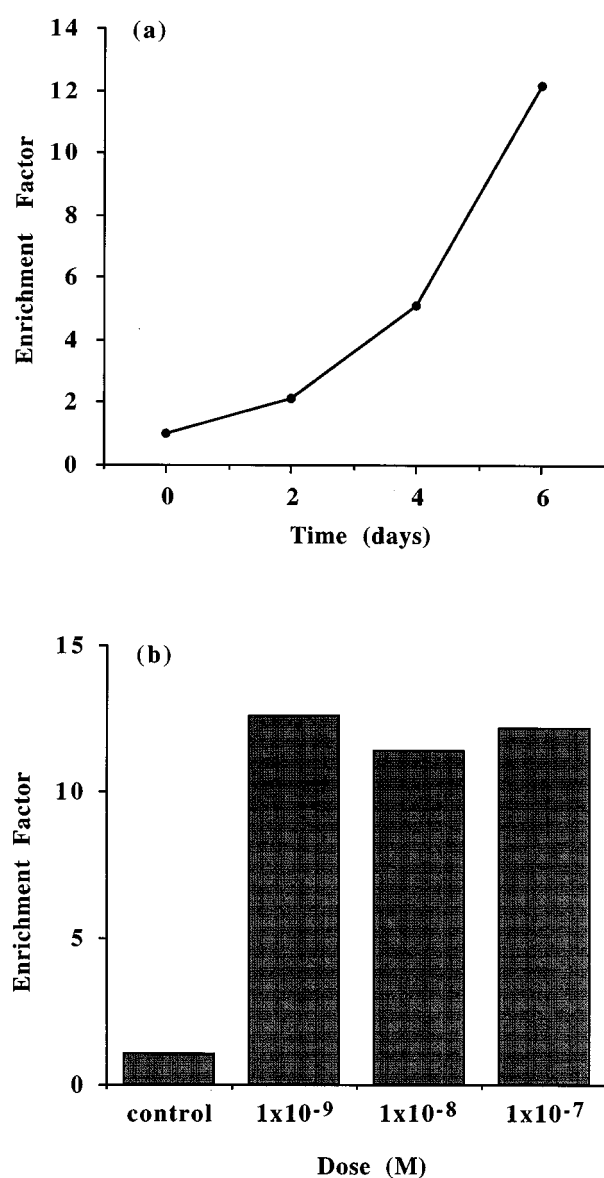 (a)
14
12
10
8
6
4
2
0
Enrichment Factor
0 2 4 6
Time (days)
(b)
15
10
5
0
Enrichment Factor
control 1x10-9 1x10-8 1x10-7
Dose (M)